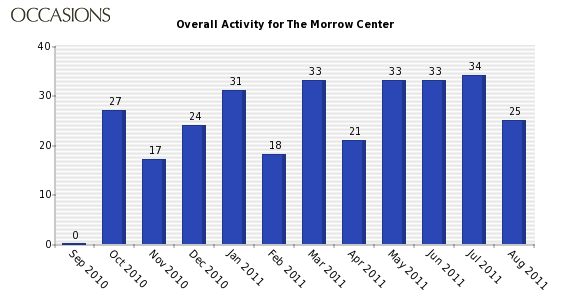 OCCASIONS
Overall Activity for The Morrow Center
40
30
20
10
0
0
27
17
24
31
18
33
21
33
33
34
25
Sep 2010
Oct 2010
Nov 2010
Dec 2010
Jan 2011
Feb 2011
Mar 2011
Apr 2011
May 2011
Jun 2011
Jul 2011
Aug 2011